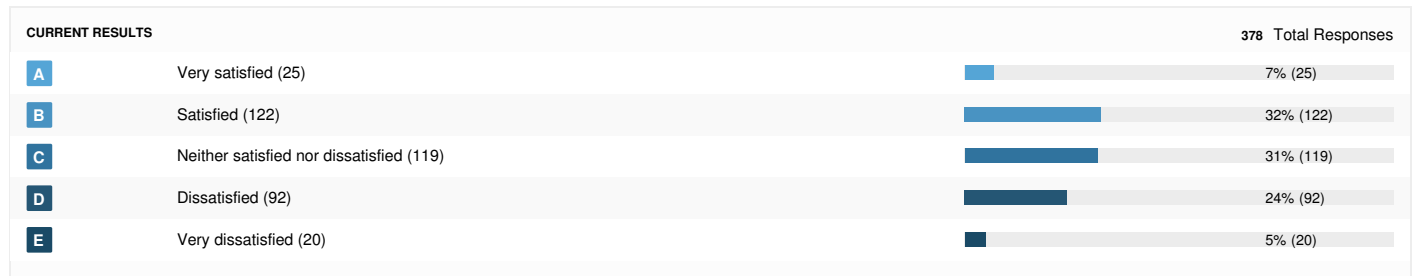 CURRENT RESULTS 378 Total Responses
A Very satisfied (25) 7% (25)
B Satisfied (122) 32% (122)
C Neither satisfied nor dissatisfied (119) 31% (119)
D Dissatisfied (92) 24% (92)
E Very dissatisfied (20) 5% (20)